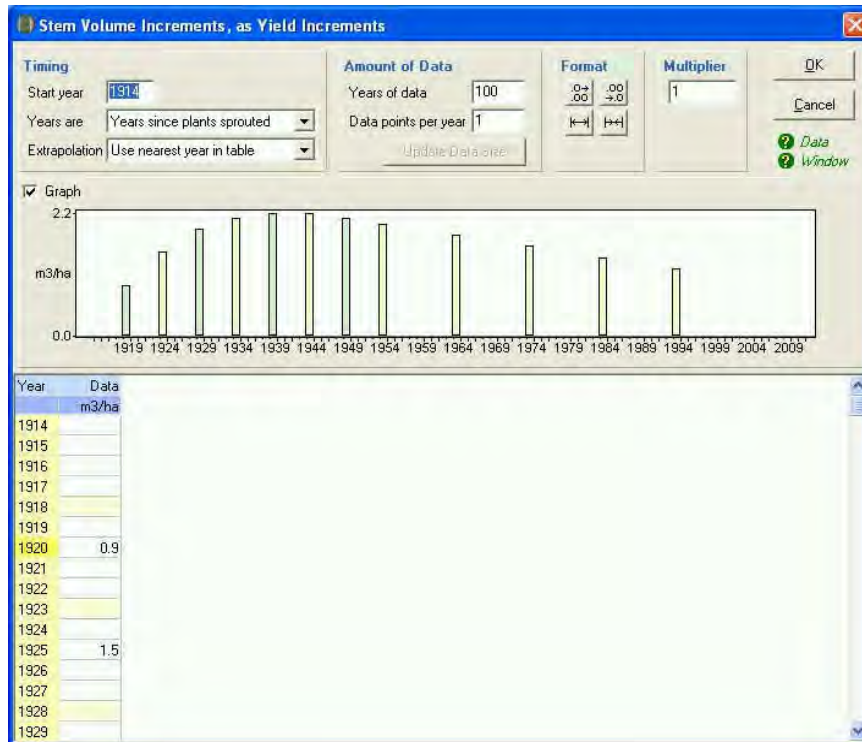 Stem Volume Increments, as Yield Increments
Timing
Start year 1914
Years are Years since plants sprouted
Extrapolation Use nearest year in table
Amount of Data
Years of data 100
Data points per year 1
Update Data size
Format
.0→ .00
.00 →.0
Multiplier
1
OK
Cancel
? Data
? Window
Graph
2.2
m3/ha
0.0
1919 1924 1929 1934 1939 1944 1949 1954 1959 1964 1969 1974 1979 1984 1989 1994 1999 2004 2009
Year Data
m3/ha
1914
1915
1916
1917
1918
1919
1920 0.9
1921
1922
1923
1924
1925 1.5
1926
1927
1928
1929